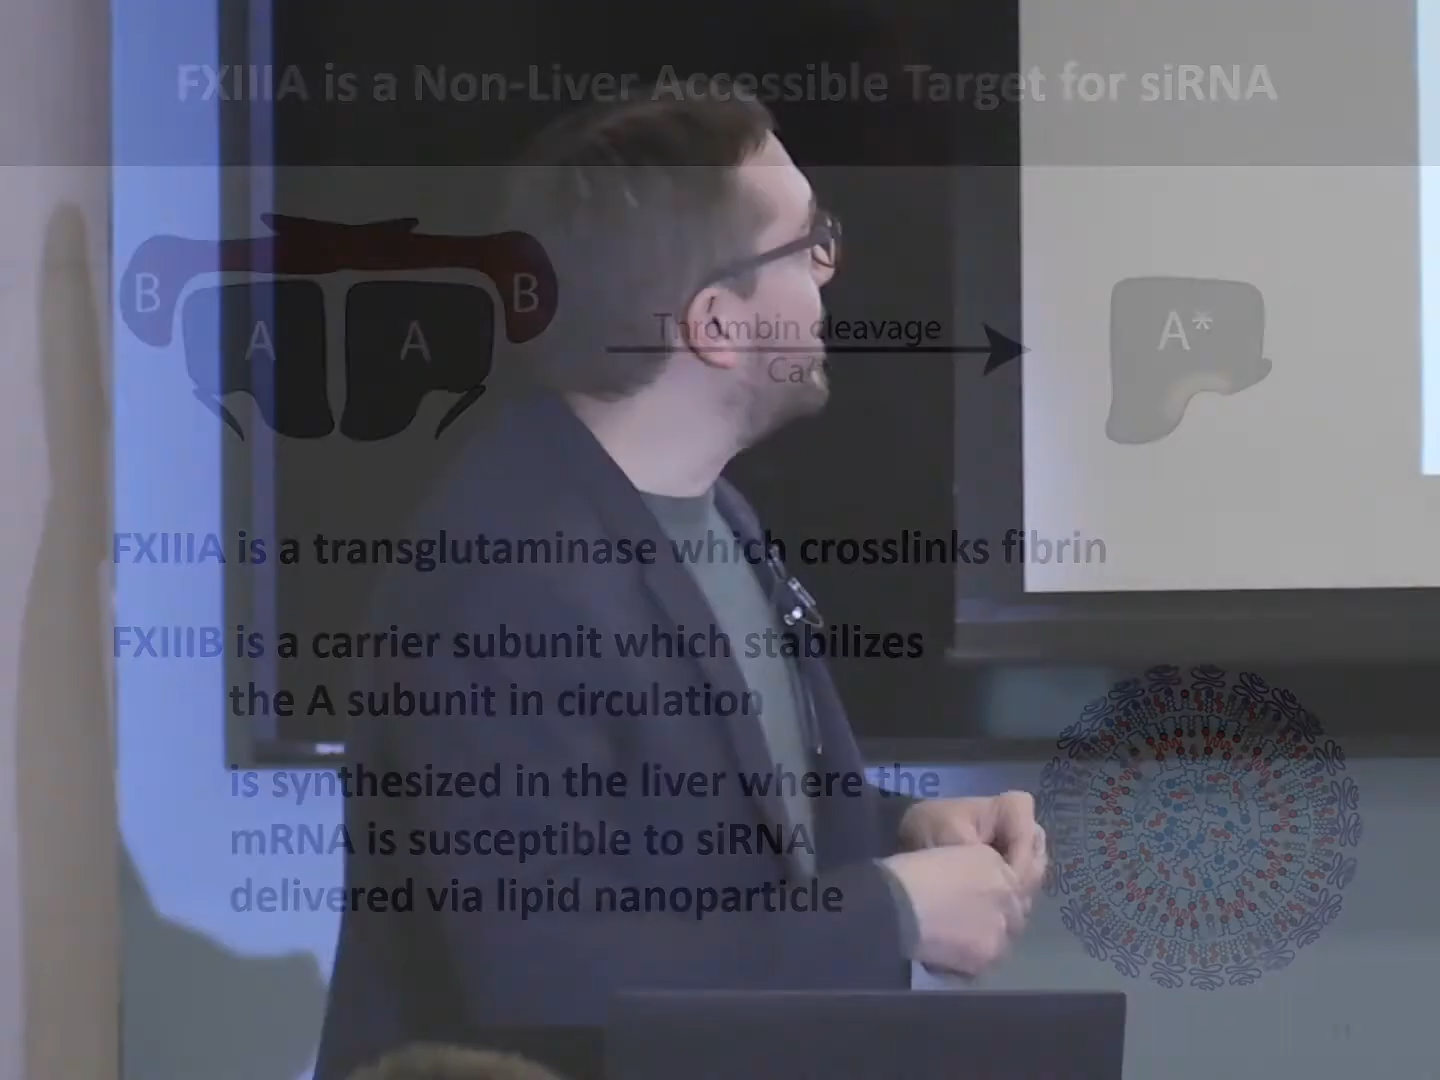 FXIIIA is a Non-Liver Accessible Target for siRNA
B
B
A
A
Thrombin cleavage
A*
FXIIIA is a transglutaminase which crosslinks fibrin
FXIIIB is a carrier subunit which stabilizes
the A subunit in circulation
is synthesized in the liver where the
mRNA is susceptible to siRNA
delivered via lipid nanoparticle